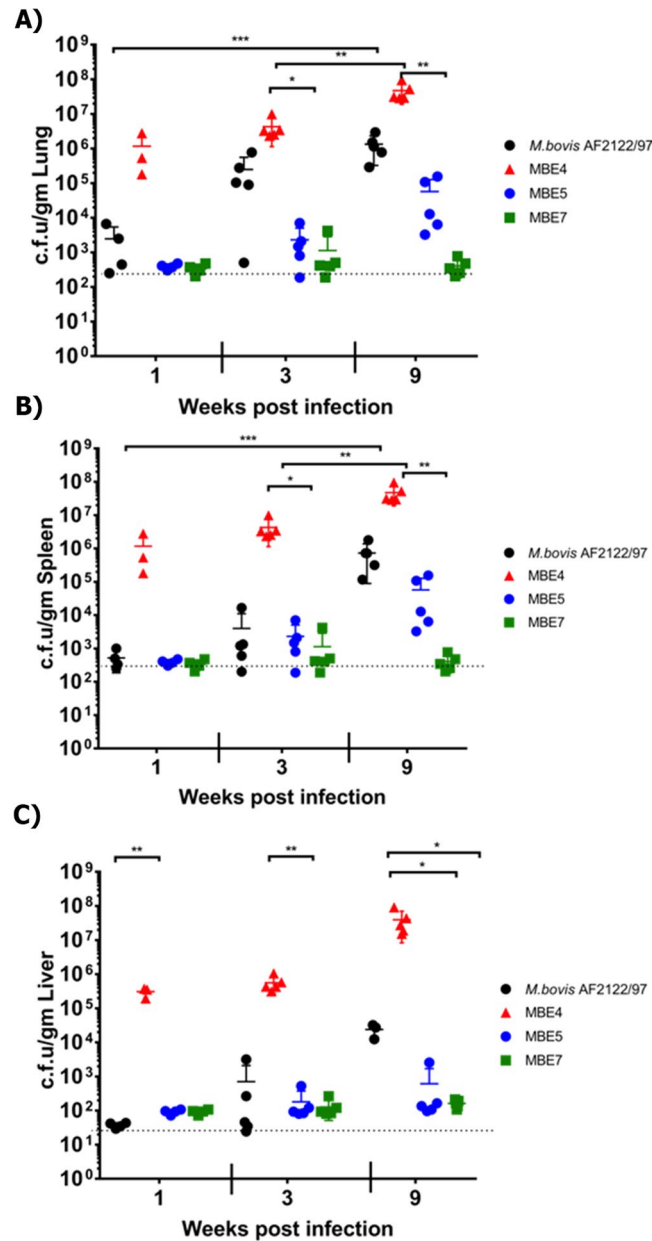 A)
***
**
*
**
10⁹
10⁸
10⁷
10⁶
10⁵
10⁴
10³
10²
10¹
10⁰
c.f.u/gm Lung
M.bovis AF2122/97
MBE4
MBE5
MBE7
1 3 9
Weeks post infection
B)
***
**
*
**
10⁹
10⁸
10⁷
10⁶
10⁵
10⁴
10³
10²
10¹
10⁰
c.f.u/gm Spleen
M.bovis AF2122/97
MBE4
MBE5
MBE7
1 3 9
Weeks post infection
C)
**
**
*
*
10⁹
10⁸
10⁷
10⁶
10⁵
10⁴
10³
10²
10¹
10⁰
c.f.u/gm Liver
M.bovis AF2122/97
MBE4
MBE5
MBE7
1 3 9
Weeks post infection